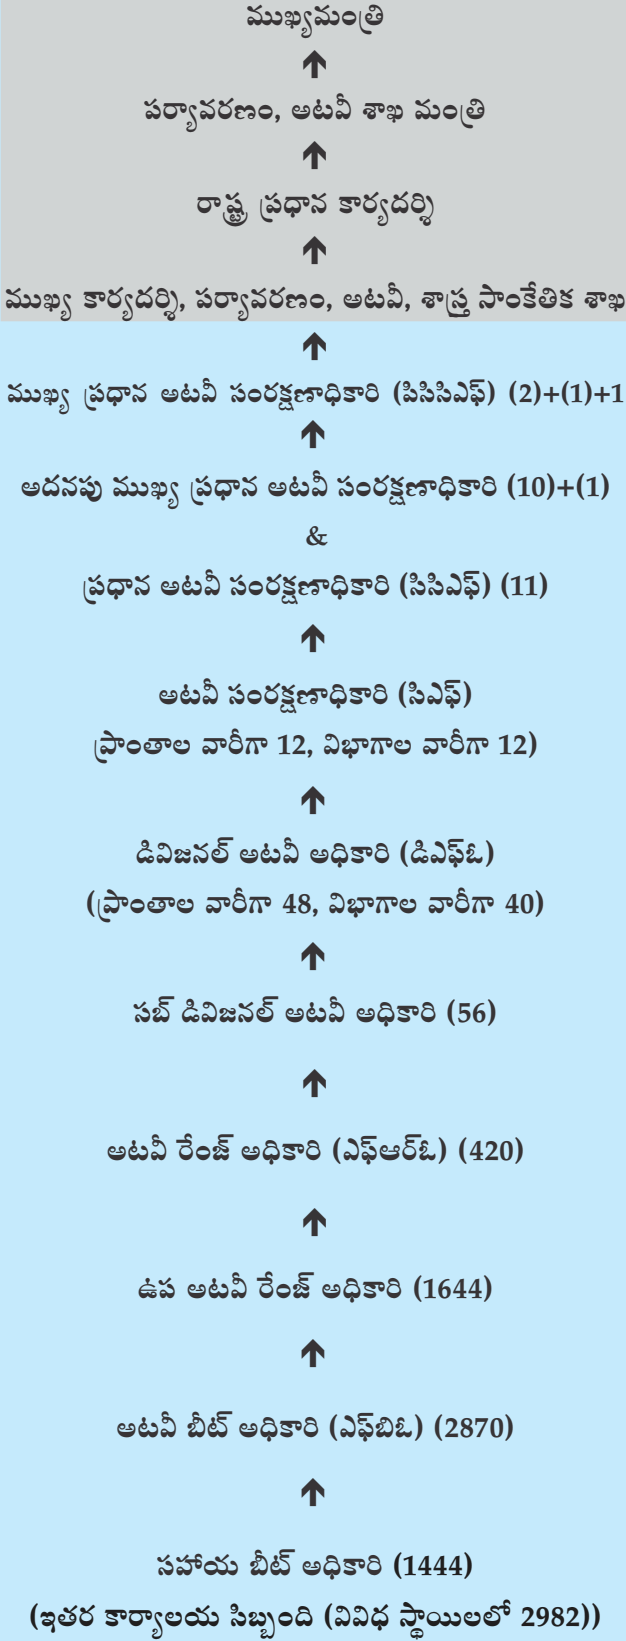 ముఖ్యమంత్రి
పర్యావరణం, అటవీ శాఖ మంత్రి
రాష్ట్ర ప్రధాన కార్యదర్శి
ముఖ్య కార్యదర్శి, పర్యావరణం, అటవీ, శాస్త్ర సాంకేతిక శాఖ
ముఖ్య ప్రధాన అటవీ సంరక్షణాధికారి (పిసిసిఎఫ్) (2)+(1)+1
అదనపు ముఖ్య ప్రధాన అటవీ సంరక్షణాధికారి (10)+(1)
&
ప్రధాన అటవీ సంరక్షణాధికారి (సిసిఎఫ్) (11)
అటవీ సంరక్షణాధికారి (సిఎఫ్)
ప్రాంతాల వారీగా 12, విభాగాల వారీగా 12)
డివిజనల్ అటవీ అధికారి (డిఎఫ్ఓ)
(ప్రాంతాల వారీగా 48, విభాగాల వారీగా 40)
సబ్ డివిజనల్ అటవీ అధికారి (56)
అటవీ రేంజ్ అధికారి (ఎఫ్ఆర్ఓ) (420)
ఉప అటవీ రేంజ్ అధికారి (1644)
అటవీ బీట్ అధికారి (ఎఫ్‌బిఓ) (2870)
సహాయ బీట్ అధికారి (1444)
(ఇతర కార్యాలయ సిబ్బంది (వివిధ స్థాయిలలో 2982))